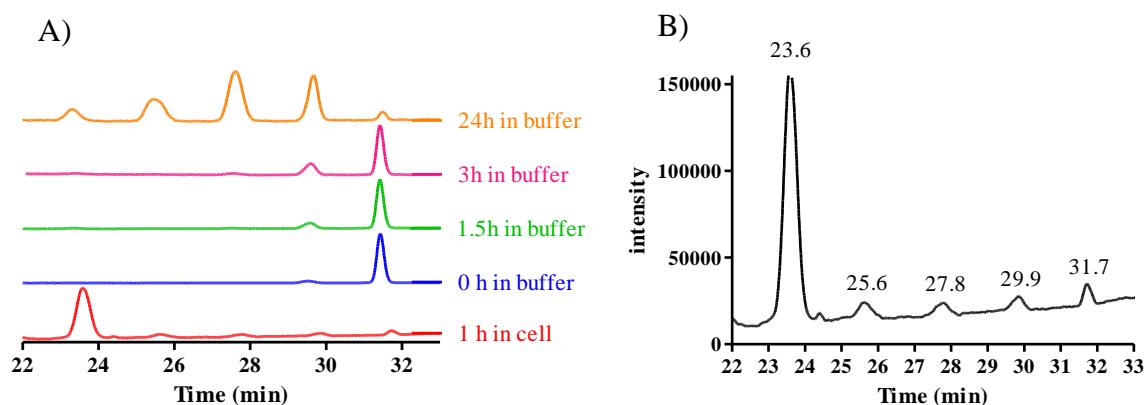 A)
24h in buffer
3h in buffer
1.5h in buffer
0 h in buffer
1 h in cell
22 24 26 28 30 32
Time (min)
B)
23.6
150000
100000
50000
0
intensity
25.6 27.8 29.9 31.7
22 23 24 25 26 27 28 29 30 31 32 33
Time (min)